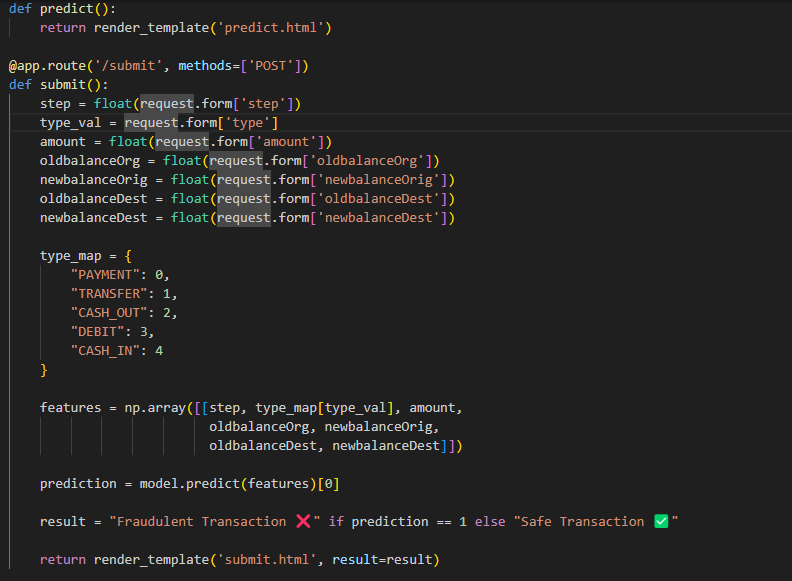 def predict():
    return render_template('predict.html')

@app.route('/submit', methods=['POST'])
def submit():
    step = float(request.form['step'])
    type_val = request.form['type']
    amount = float(request.form['amount'])
    oldbalanceOrg = float(request.form['oldbalanceOrg'])
    newbalanceOrig = float(request.form['newbalanceOrig'])
    oldbalanceDest = float(request.form['oldbalanceDest'])
    newbalanceDest = float(request.form['newbalanceDest'])

    type_map = {
        "PAYMENT": 0,
        "TRANSFER": 1,
        "CASH_OUT": 2,
        "DEBIT": 3,
        "CASH_IN": 4
    }

    features = np.array([[step, type_map[type_val], amount,
                          oldbalanceOrg, newbalanceOrig,
                          oldbalanceDest, newbalanceDest]])

    prediction = model.predict(features)[0]

    result = "Fraudulent Transaction ❌" if prediction == 1 else "Safe Transaction ✅"

    return render_template('submit.html', result=result)